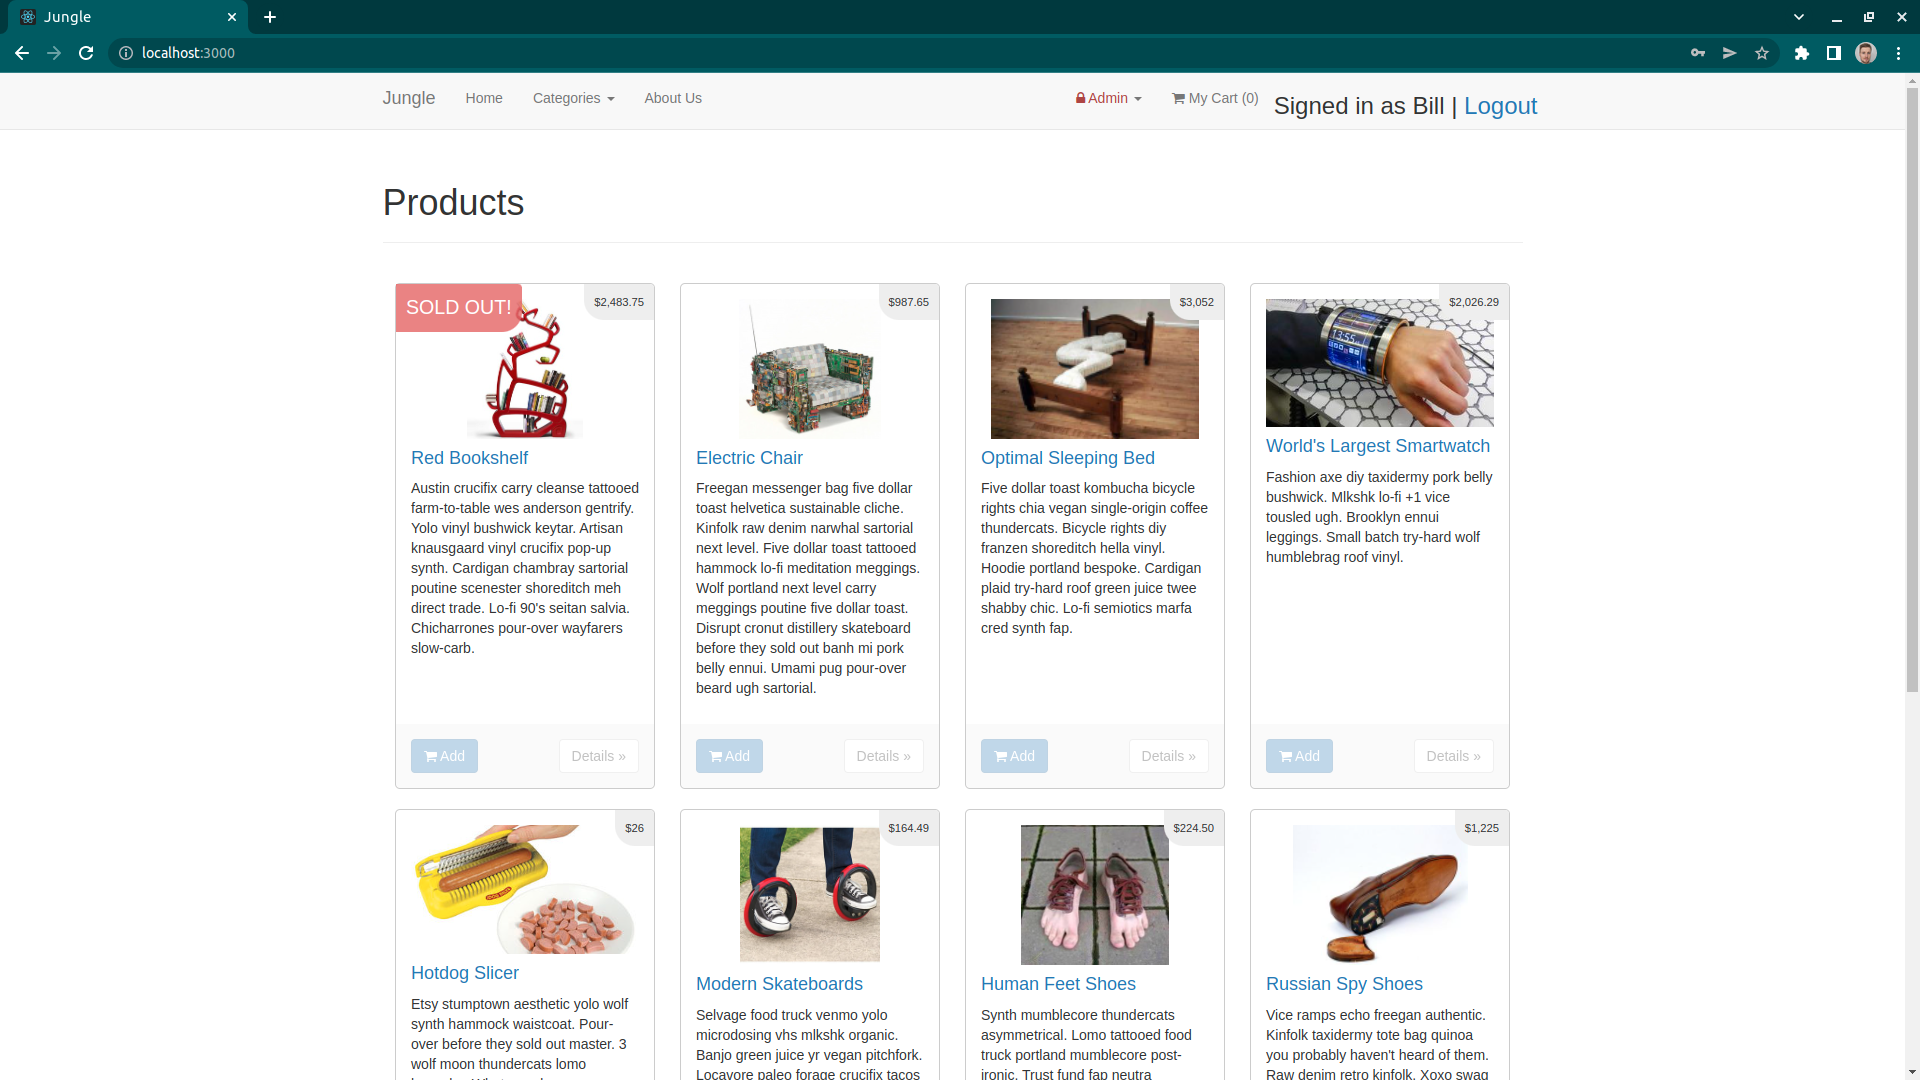 Jungle
localhost:3000
Jungle Home Categories About Us Admin My Cart (0) Signed in as Bill | Logout
Products
SOLD OUT!
$2,483.75
Red Bookshelf
Austin crucifix carry cleanse tattooed
farm-to-table wes anderson gentrify.
Yolo vinyl bushwick keytar. Artisan
knausgaard vinyl crucifix pop-up
synth. Cardigan chambray sartorial
poutine scenester shoreditch meh
direct trade. Lo-fi 90's seitan salvia.
Chicharrones pour-over wayfarers
slow-carb.
Add Details »
$987.65
Electric Chair
Freegan messenger bag five dollar
toast helvetica sustainable cliche.
Kinfolk raw denim narwhal sartorial
next level. Five dollar toast tattooed
hammock lo-fi meditation meggings.
Wolf portland next level carry
meggings poutine five dollar toast.
Disrupt cronut distillery skateboard
before they sold out banh mi pork
belly ennui. Umami pug pour-over
beard ugh sartorial.
Add Details »
$3,052
Optimal Sleeping Bed
Five dollar toast kombucha bicycle
rights chia vegan single-origin coffee
thundercats. Bicycle rights diy
franzen shoreditch hella vinyl.
Hoodie portland bespoke. Cardigan
plaid try-hard roof green juice twee
shabby chic. Lo-fi semiotics marfa
cred synth fap.
Add Details »
$2,026.29
13:55
World's Largest Smartwatch
Fashion axe diy taxidermy pork belly
bushwick. Mlkshk lo-fi +1 vice
tousled ugh. Brooklyn ennui
leggings. Small batch try-hard wolf
humblebrag roof vinyl.
Add Details »
$26
Hotdog Slicer
Etsy stumptown aesthetic yolo wolf
synth hammock waistcoat. Pour-
over before they sold out master. 3
wolf moon thundercats lomo
$164.49
Modern Skateboards
Selvage food truck venmo yolo
microdosing vhs mlkshk organic.
Banjo green juice yr vegan pitchfork.
Locavore paleo forage crucifix tacos
$224.50
Human Feet Shoes
Synth mumblecore thundercats
asymmetrical. Lomo tattooed food
truck portland mumblecore post-
ironic. Trust fund fap neutra
$1,225
Russian Spy Shoes
Vice ramps echo freegan authentic.
Kinfolk taxidermy tote bag quinoa
you probably haven't heard of them.
Raw denim retro kinfolk. Xoxo swag